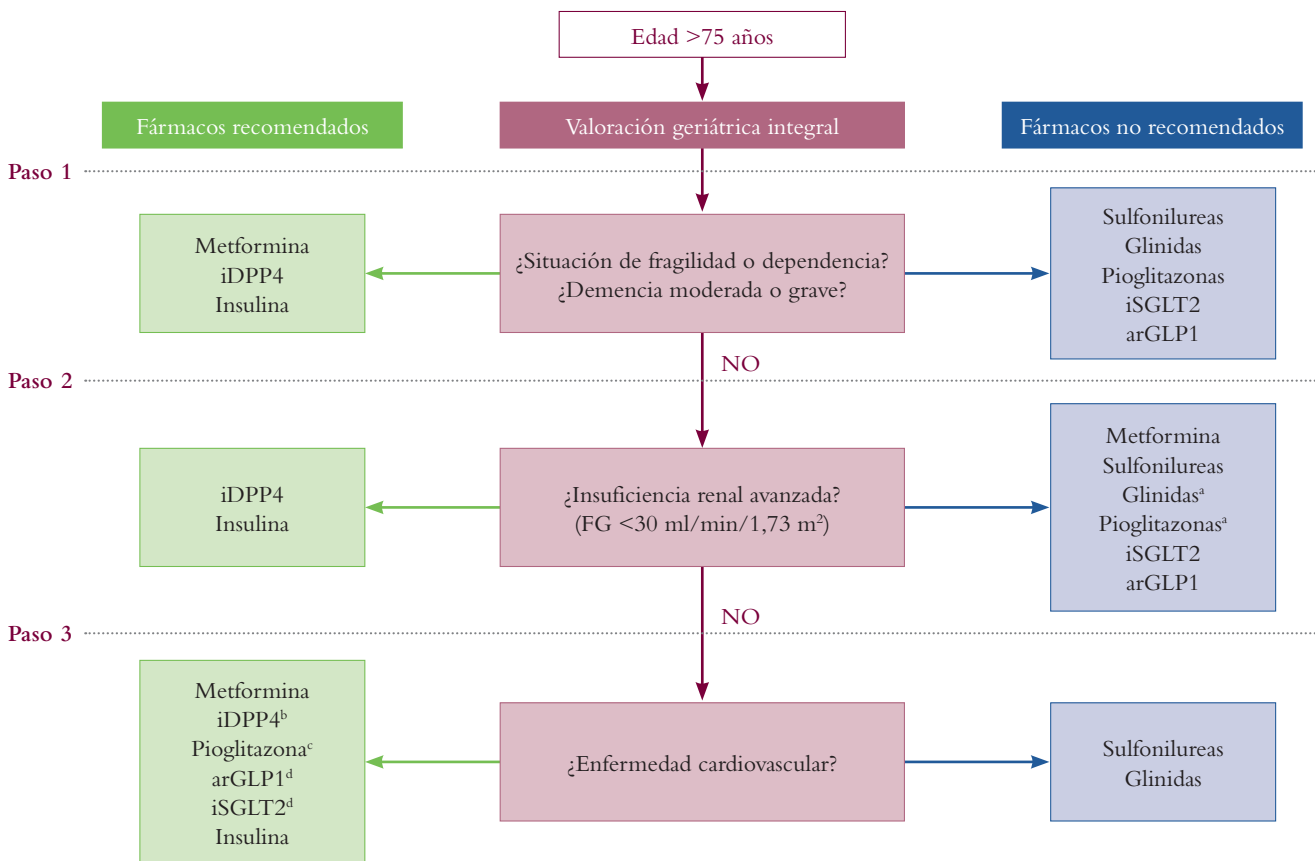 Edad >75 años
Fármacos recomendados
Valoración geriátrica integral
Fármacos no recomendados
Paso 1
Metformina
iDPP4
Insulina
¿Situación de fragilidad o dependencia?
¿Demencia moderada o grave?
Sulfonilureas
Glinidas
Pioglitazonas
iSGLT2
arGLP1
NO
Paso 2
iDPP4
Insulina
¿Insuficiencia renal avanzada?
(FG <30 ml/min/1,73 m²)
Metformina
Sulfonilureas
Glinidasᵃ
Pioglitazonasᵃ
iSGLT2
arGLP1
NO
Paso 3
Metformina
iDPP4ᵇ
Pioglitazonaᶜ
arGLP1ᵈ
iSGLT2ᵈ
Insulina
¿Enfermedad cardiovascular?
Sulfonilureas
Glinidas